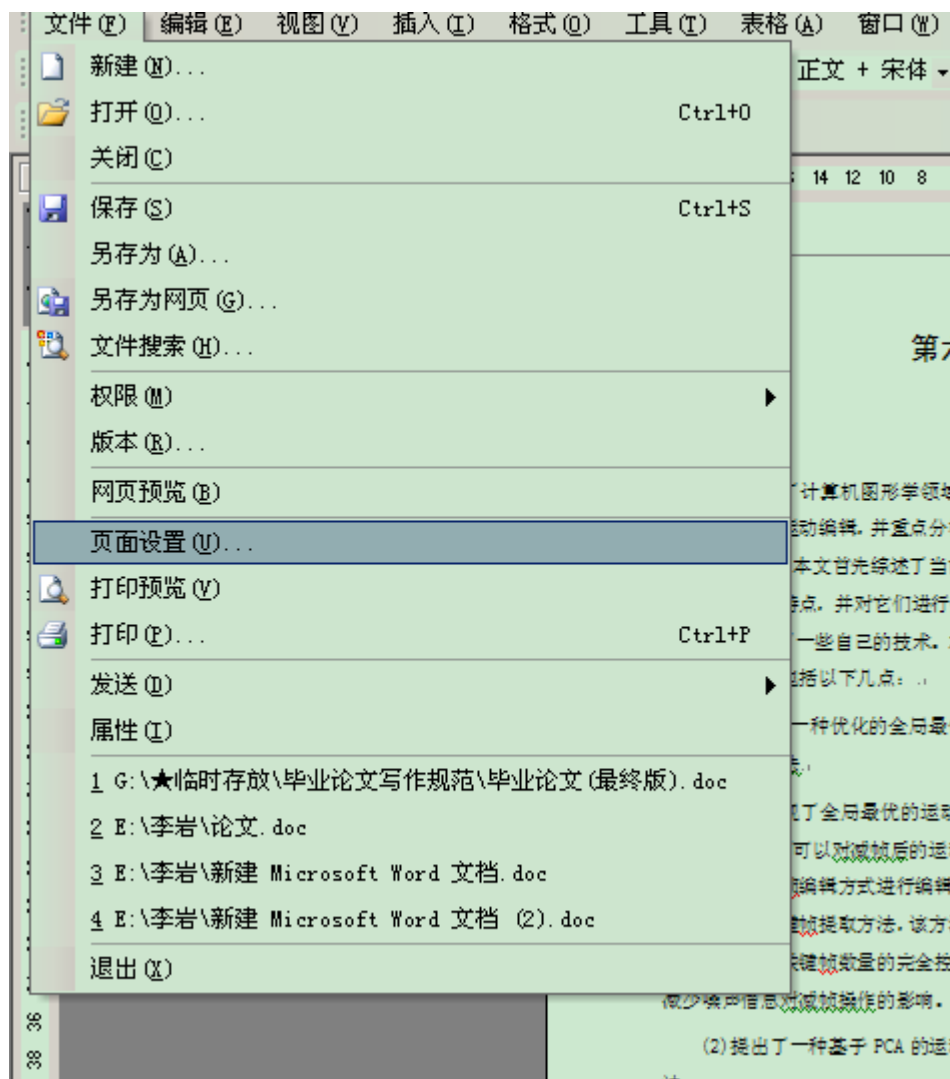 文件(F) 编辑(E) 视图(V) 插入(I) 格式(O) 工具(T) 表格(A) 窗口(W)
新建(N)... 正文 + 宋体
打开(O)... Ctrl+O
关闭(C)
14 12 10 8
保存(S) Ctrl+S
另存为(A)...
另存为网页(G)...
文件搜索(H)...
第
权限(M)
版本(R)...
网页预览(B)
计算机图形学领
动编辑，并重点分
页面设置(U)...
本文首先综述了当
打印预览(V)
点，并对它们进行
打印(P)... Ctrl+P
一些自己的技术。
发送(D)
括以下几点：
属性(I)
一种优化的全局最
1 G:\★临时存放\毕业论文写作规范\毕业论文(最终版).doc
了全局最优的运动
2 E:\李岩\论文.doc
可以对减帧后的运
3 E:\李岩\新建 Microsoft Word 文档.doc
编辑方式进行编辑
4 E:\李岩\新建 Microsoft Word 文档 (2).doc
帧提取方法，该方
退出(X)
键帧数量的完全控
减少噪声信息对减帧操作的影响。
36
(2)提出了一种基于 PCA 的运
38